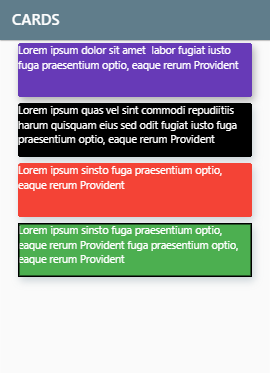 CARDS
Lorem ipsum dolor sit amet  labor fugiat iusto
fuga praesentium optio, eaque rerum Provident
Lorem ipsum quas vel sint commodi repudiitiis
harum quisquam eius sed odit fugiat iusto fuga
praesentium optio, eaque rerum Provident
Lorem ipsum sinsto fuga praesentium optio,
eaque rerum Provident
Lorem ipsum sinsto fuga praesentium optio,
eaque rerum Provident fuga praesentium optio,
eaque rerum Provident